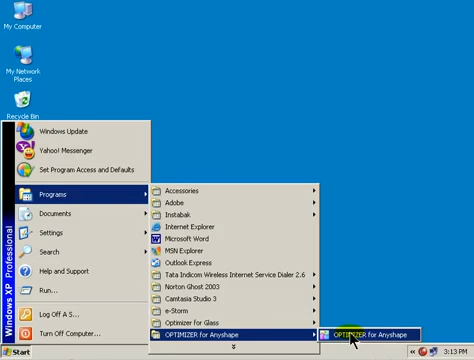 My Computer
My Network
Places
Recycle Bin
Windows Update
Yahoo! Messenger
Set Program Access and Defaults
Programs
Documents
Settings
Search
Help and Support
Run...
Log Off A S...
Turn Off Computer...
Windows XP Professional
Accessories
Adobe
Instabak
Internet Explorer
Microsoft Word
MSN Explorer
Outlook Express
Tata Indicom Wireless Internet Service Dialer 2.6
Norton Ghost 2003
Camtasia Studio 3
e-Storm
Optimizer for Glass
OPTIMIZER for Anyshape
OPTIMIZER for Anyshape
Start
3:13 PM